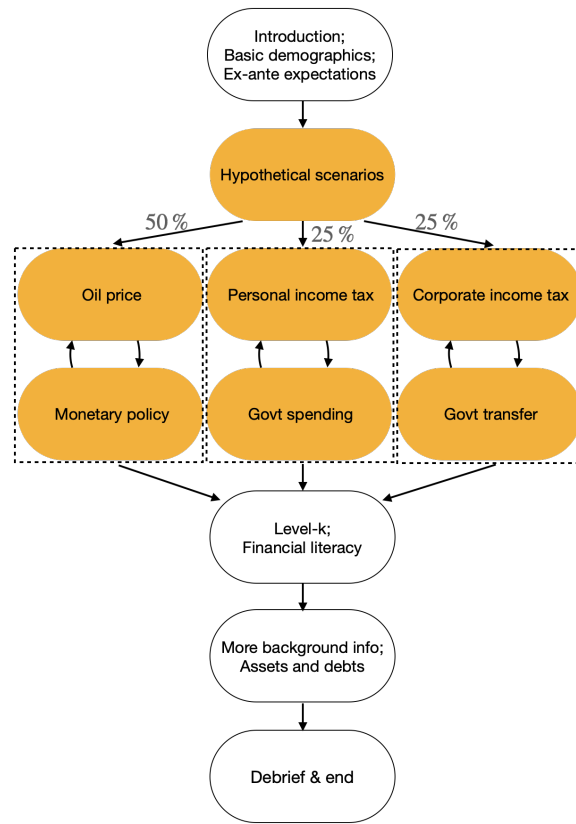 Introduction;
Basic demographics;
Ex-ante expectations
Hypothetical scenarios
50 %
25 %
25 %
Oil price
Personal income tax
Corporate income tax
Monetary policy
Govt spending
Govt transfer
Level-k;
Financial literacy
More background info;
Assets and debts
Debrief & end